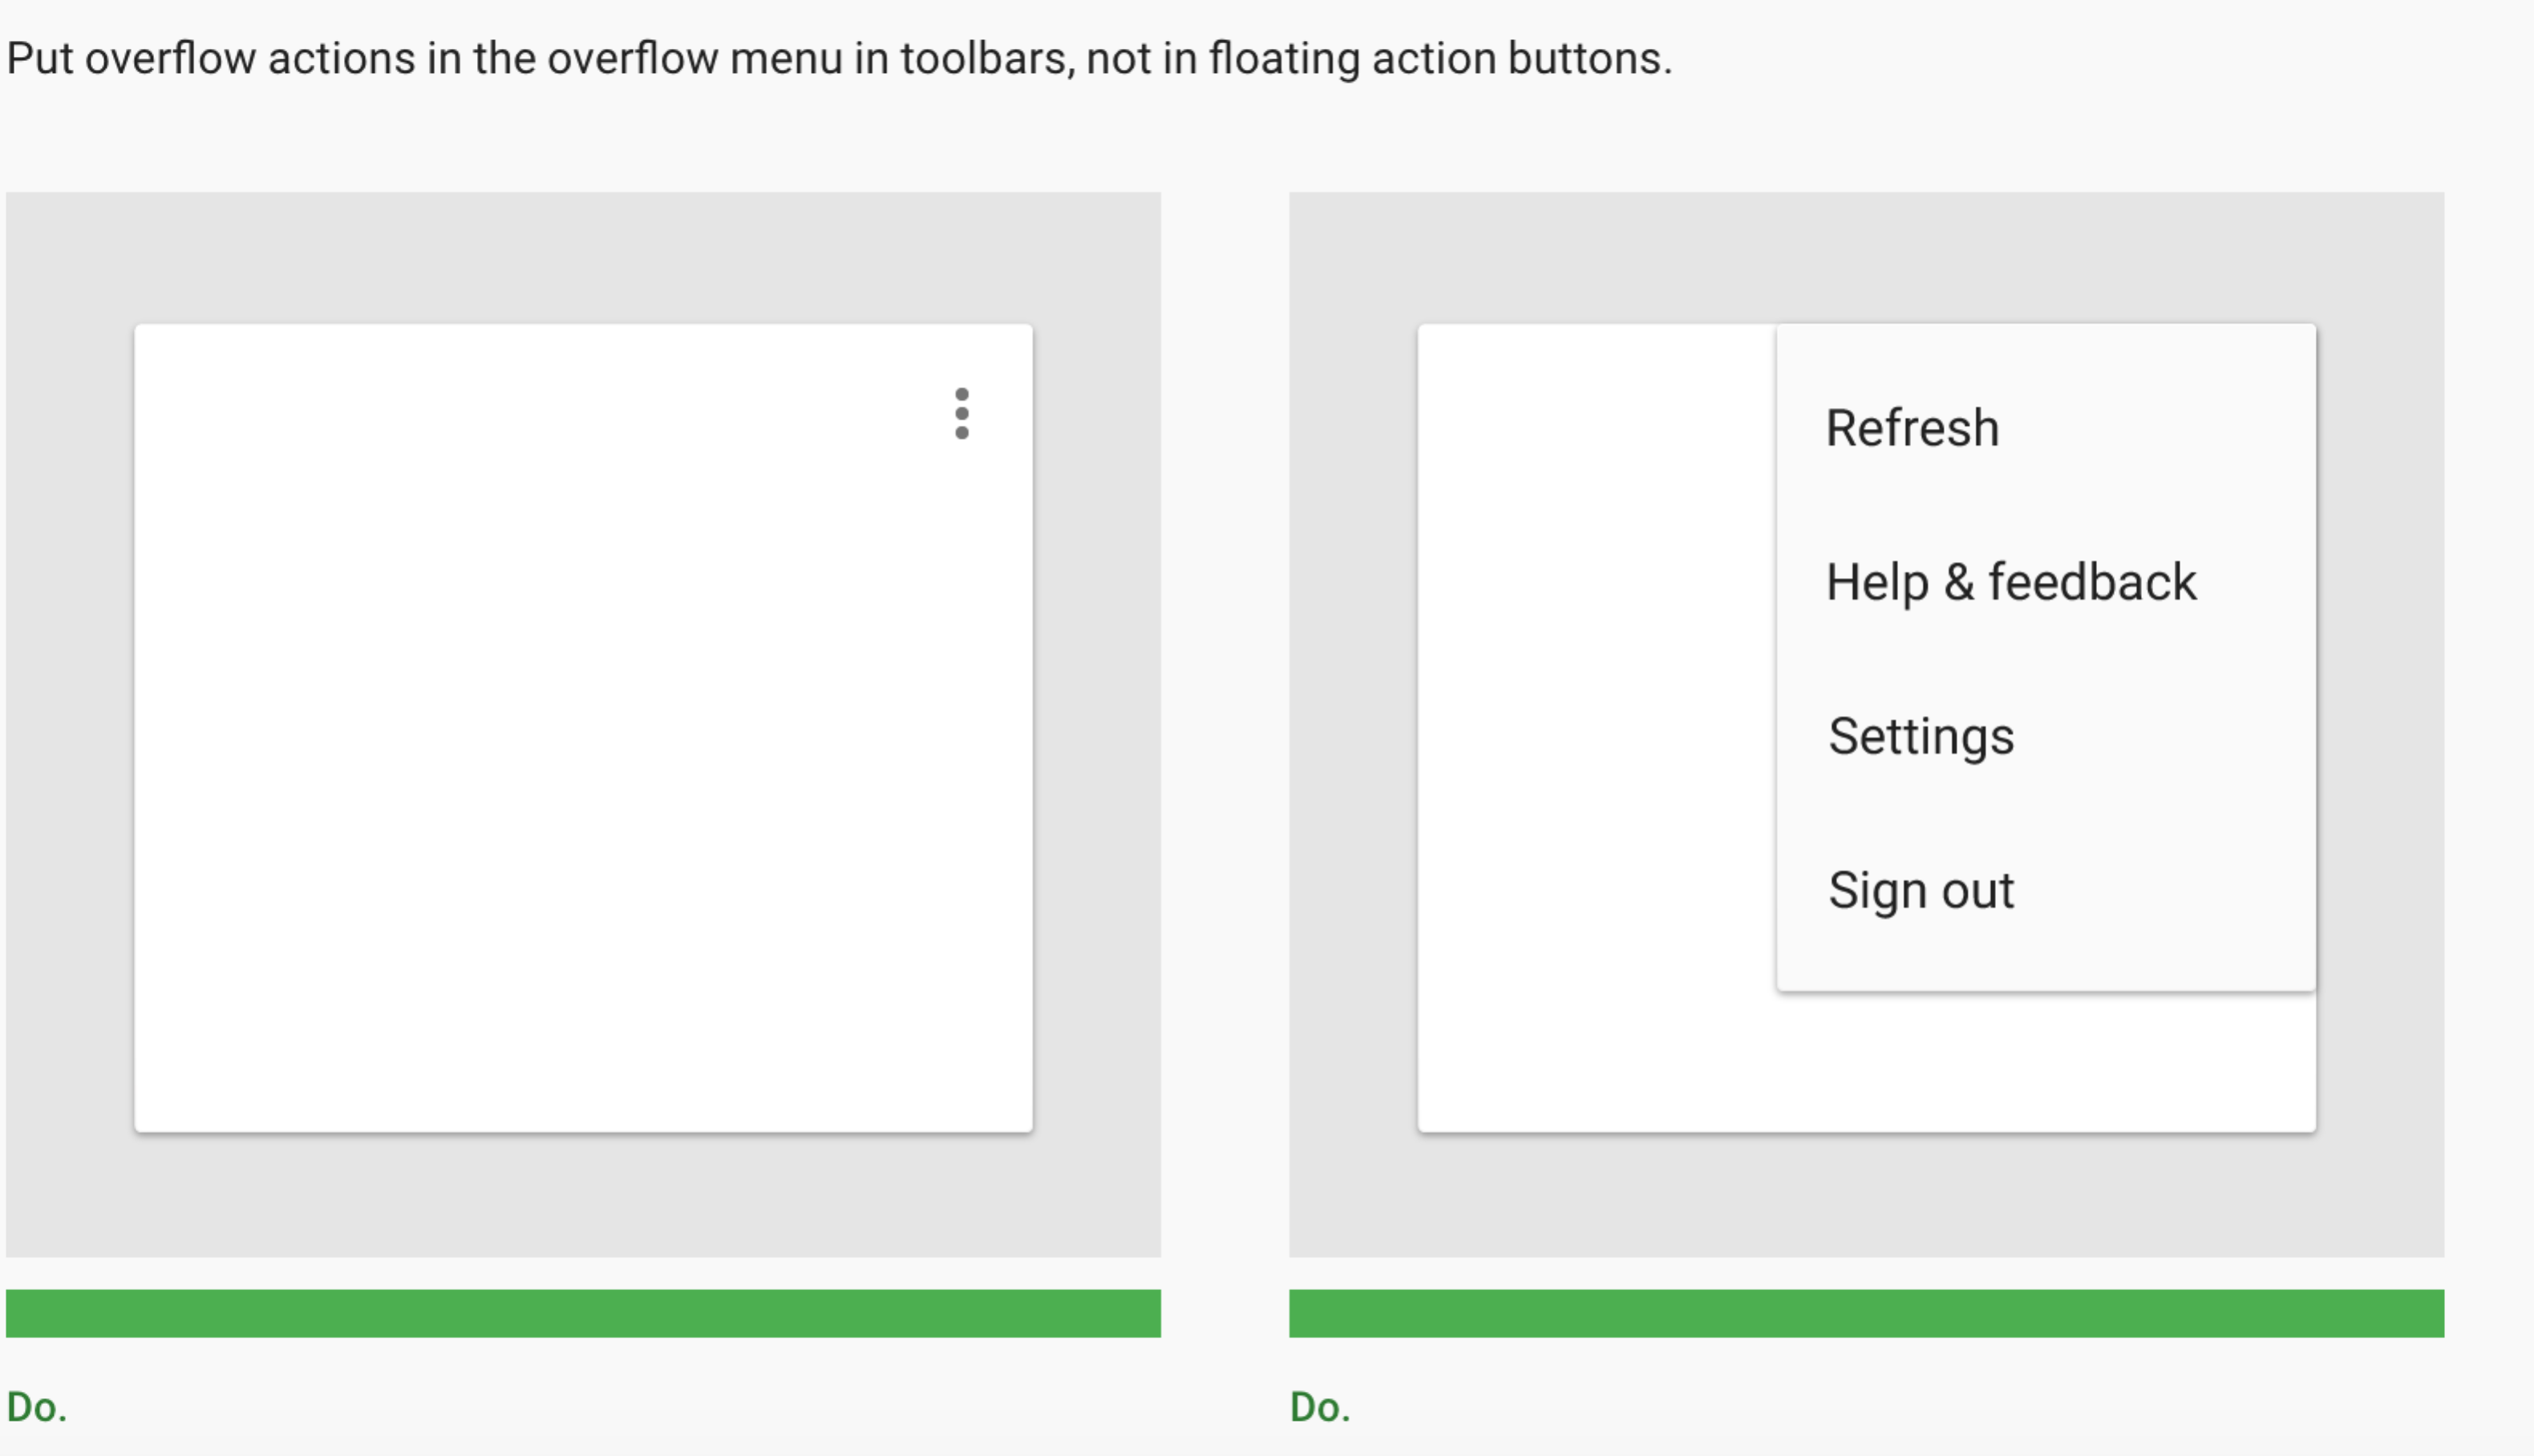 Put overflow actions in the overflow menu in toolbars, not in floating action buttons.
Refresh
Help & feedback
Settings
Sign out
Do.
Do.